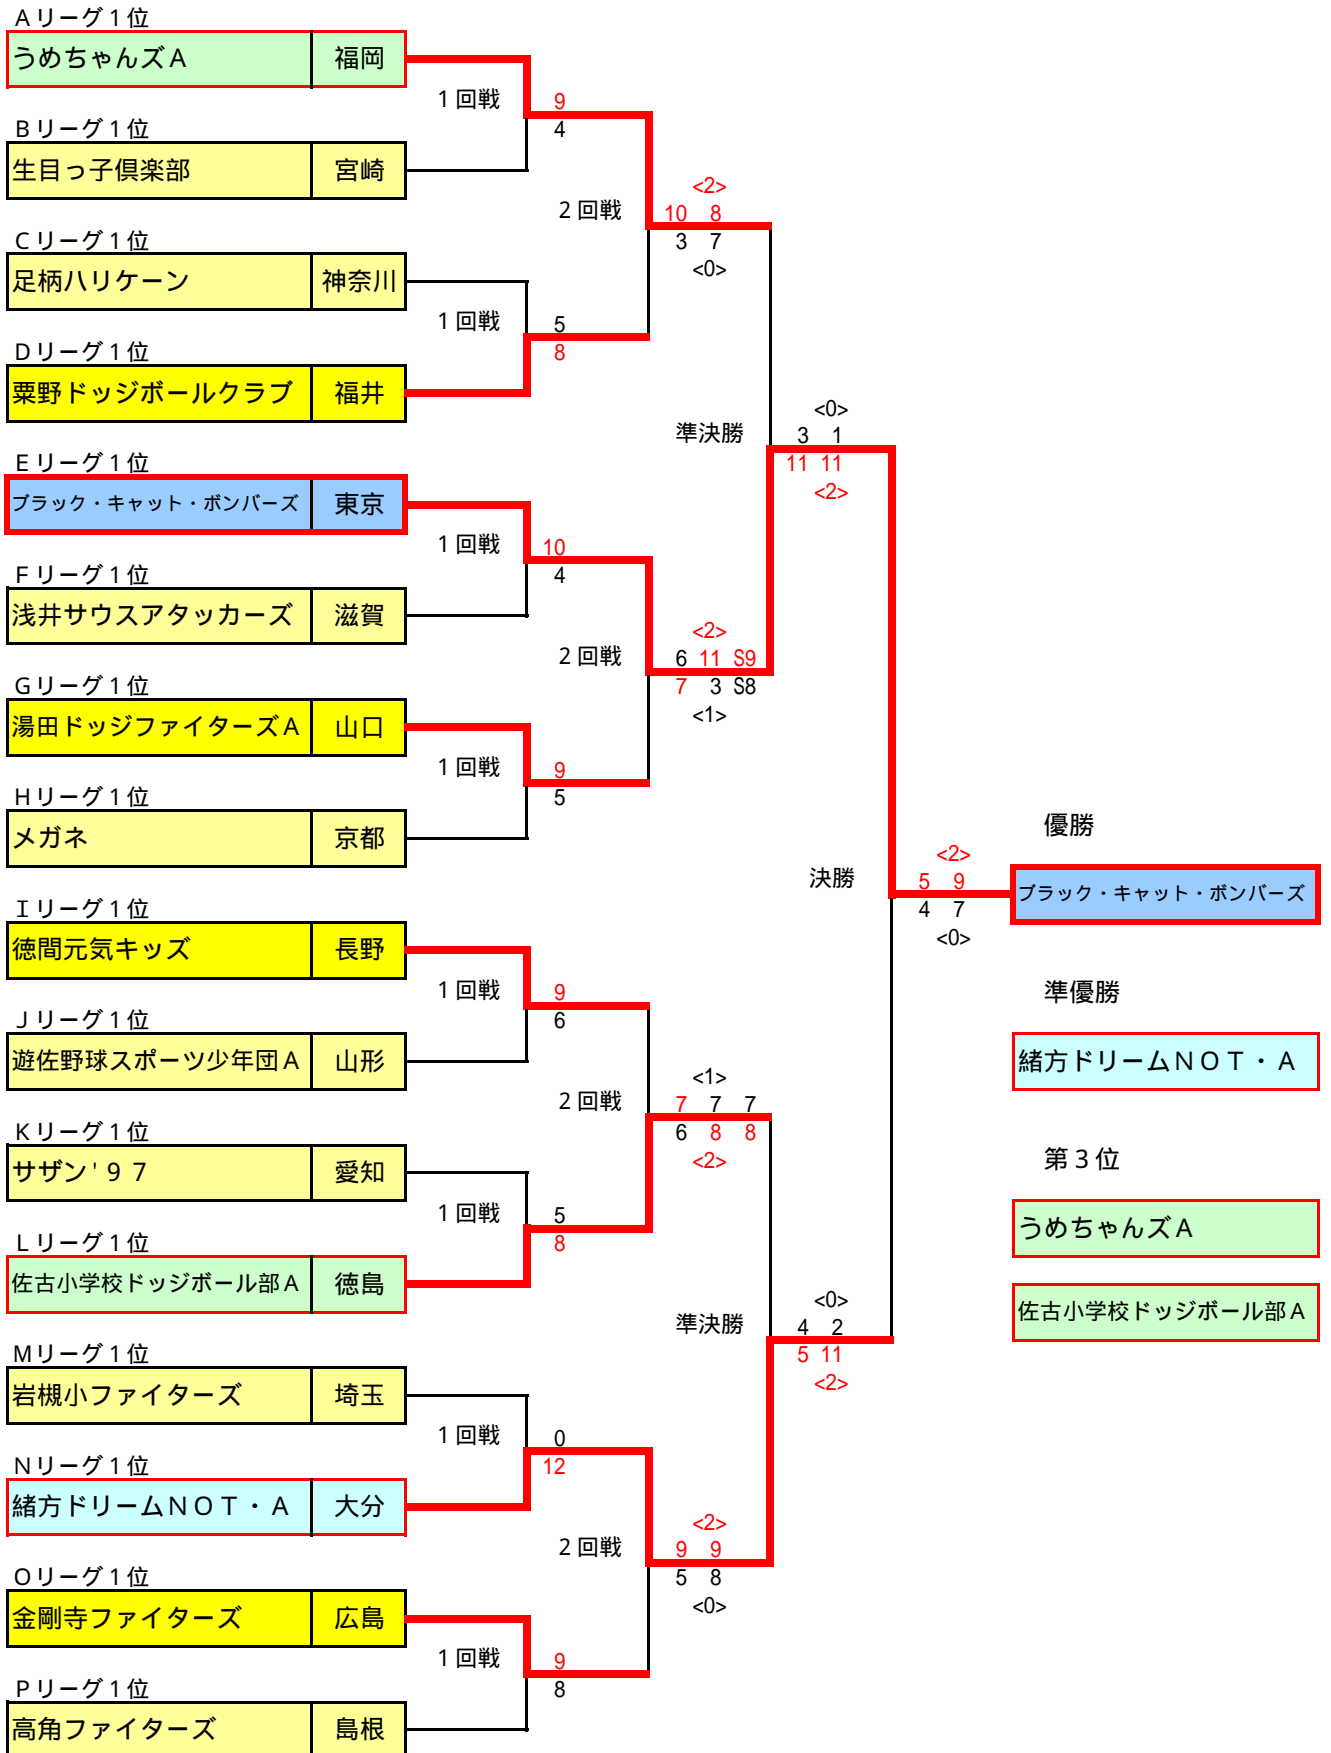 Aリーグ1位
うめちゃんズA 福岡
1回戦 9
4
Bリーグ1位
生目っ子倶楽部 宮崎
2回戦 <2>
10 8
3 7
<0>
Cリーグ1位
足柄ハリケーン 神奈川
1回戦 5
8
Dリーグ1位
粟野ドッジボールクラブ 福井
準決勝 <0>
3 1
11 11
<2>
Eリーグ1位
ブラック・キャット・ボンバーズ 東京
1回戦 10
4
Fリーグ1位
浅井サウスアタッカーズ 滋賀
2回戦 <2>
6 11 S9
7 3 S8
<1>
Gリーグ1位
湯田ドッジファイターズA 山口
1回戦 9
5
Hリーグ1位
メガネ 京都
決勝 <2>
5 9
4 7
<0>
優勝
ブラック・キャット・ボンバーズ
Iリーグ1位
徳間元気キッズ 長野
1回戦 9
6
準優勝
緒方ドリームNOT・A
Jリーグ1位
遊佐野球スポーツ少年団A 山形
2回戦 <1>
7 7 7
6 8 8
<2>
Kリーグ1位
サザン'97 愛知
1回戦 5
8
第3位
うめちゃんズA
佐古小学校ドッジボール部A
Lリーグ1位
佐古小学校ドッジボール部A 徳島
準決勝 <0>
4 2
5 11
<2>
Mリーグ1位
岩槻小ファイターズ 埼玉
1回戦 0
12
Nリーグ1位
緒方ドリームNOT・A 大分
2回戦 <2>
9 9
5 8
<0>
Oリーグ1位
金剛寺ファイターズ 広島
1回戦 9
8
Pリーグ1位
高角ファイターズ 島根